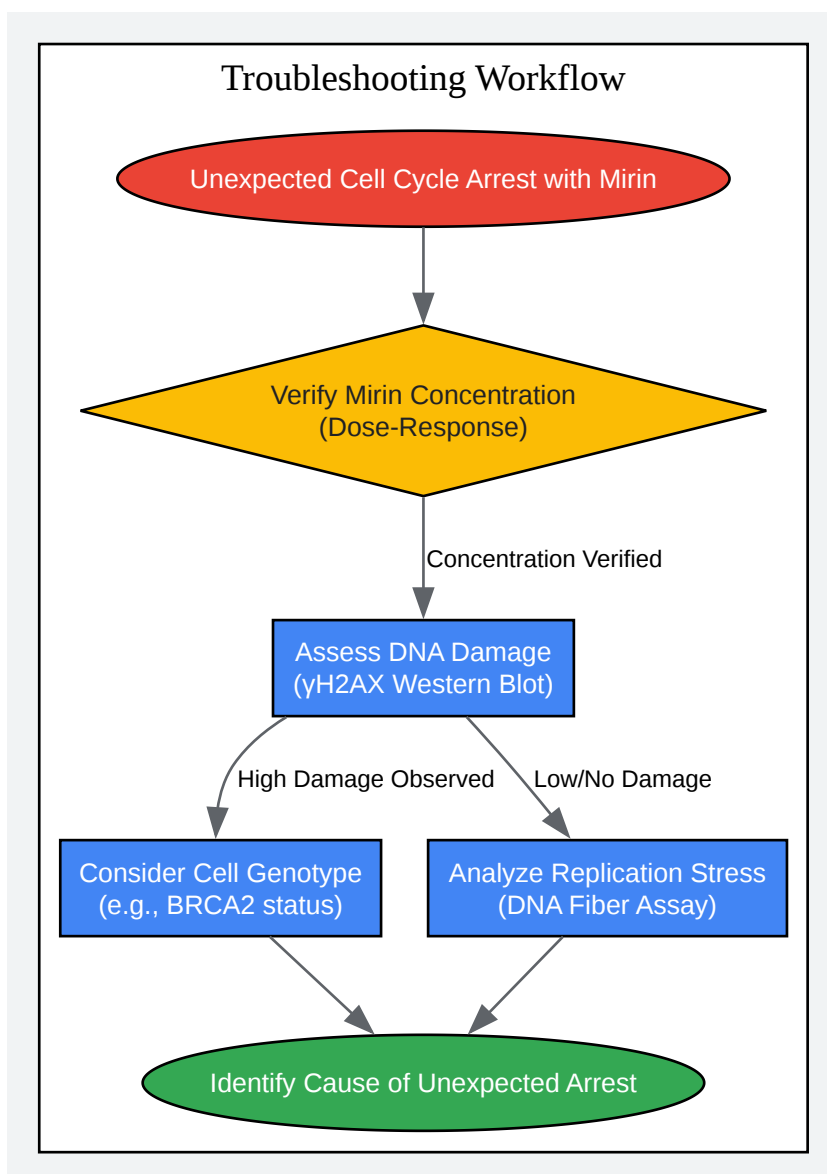 Troubleshooting Workflow
Unexpected Cell Cycle Arrest with Mirin
Verify Mirin Concentration
(Dose-Response)
Concentration Verified
Assess DNA Damage
(γH2AX Western Blot)
High Damage Observed
Low/No Damage
Consider Cell Genotype
(e.g., BRCA2 status)
Analyze Replication Stress
(DNA Fiber Assay)
Identify Cause of Unexpected Arrest